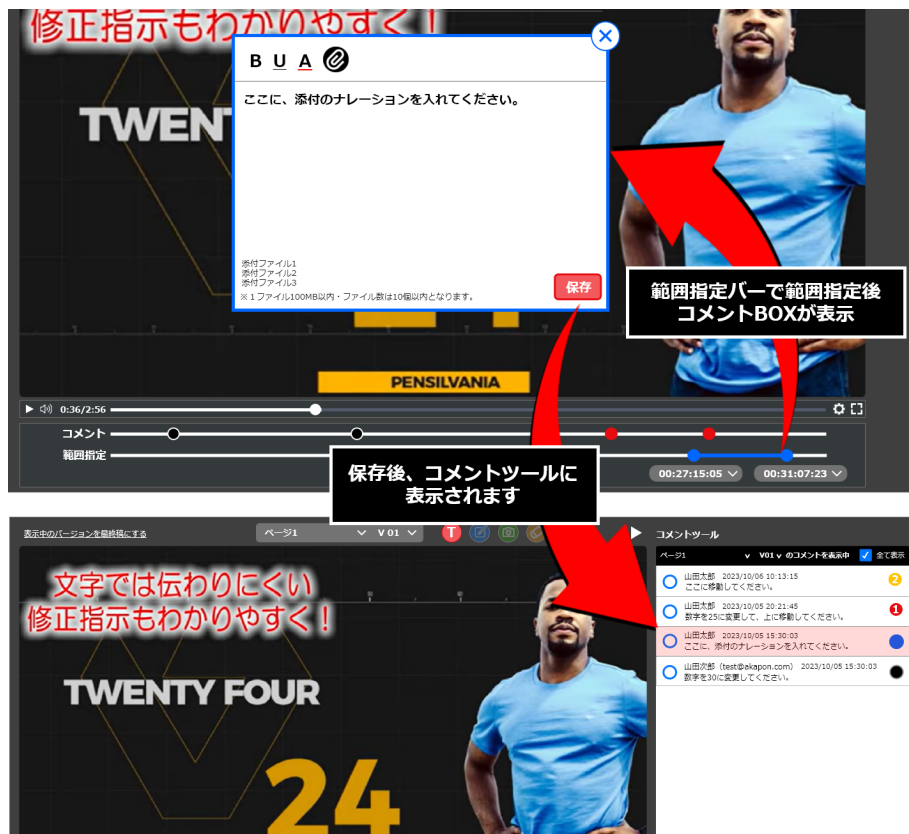 修正指示もわかりやすく！
B U A
ここに、添付のナレーションを入れてください。
TWEN
添付ファイル1
添付ファイル2
添付ファイル3
※１ファイル100MB以内・ファイル数は10個以内となります。
保存
範囲指定バーで範囲指定後
コメントBOXが表示
PENSILVANIA
0:36/2:56
コメント
範囲指定
00:27:15:05
00:31:07:23
保存後、コメントツールに
表示されます
表示中のバージョンを最終稿にする
ページ1
V 01
T
コメントツール
ページ1 V01 のコメントを表示中 全て表示
文字では伝わりにくい
修正指示もわかりやすく！
TWENTY FOUR
24
山田太郎 2023/10/06 10:13:15
ここに移動してください。
2
山田太郎 2023/10/05 20:21:45
数字を25に変更して、上に移動してください。
1
山田太郎 2023/10/05 15:30:03
ここに、添付のナレーションを入れてください。
山田次郎（test@akapon.com） 2023/10/05 15:30:03
数字を30に変更してください。